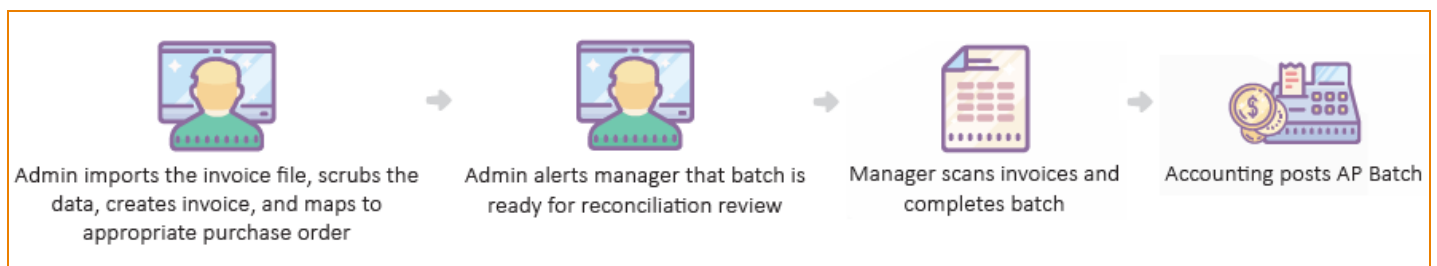 Admin imports the invoice file, scrubs the
data, creates invoice, and maps to
appropriate purchase order
Admin alerts manager that batch is
ready for reconciliation review
Manager scans invoices and
completes batch
Accounting posts AP Batch